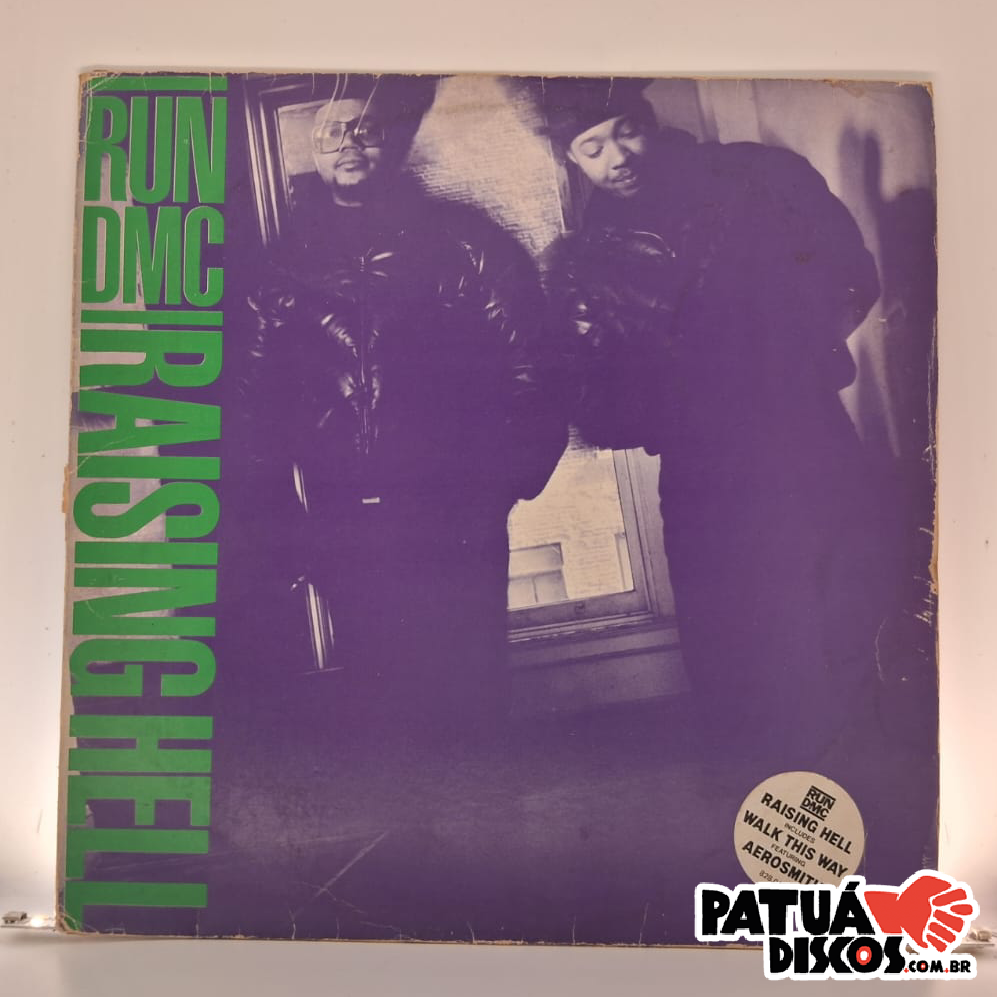 RUN
DMC
RAISING HELL
RUN
DMC
RAISING HELL
INCLUDES
WALK THIS WAY
FEATURING
AEROSMITH
PATUÁ
DISCOS.COM.BR